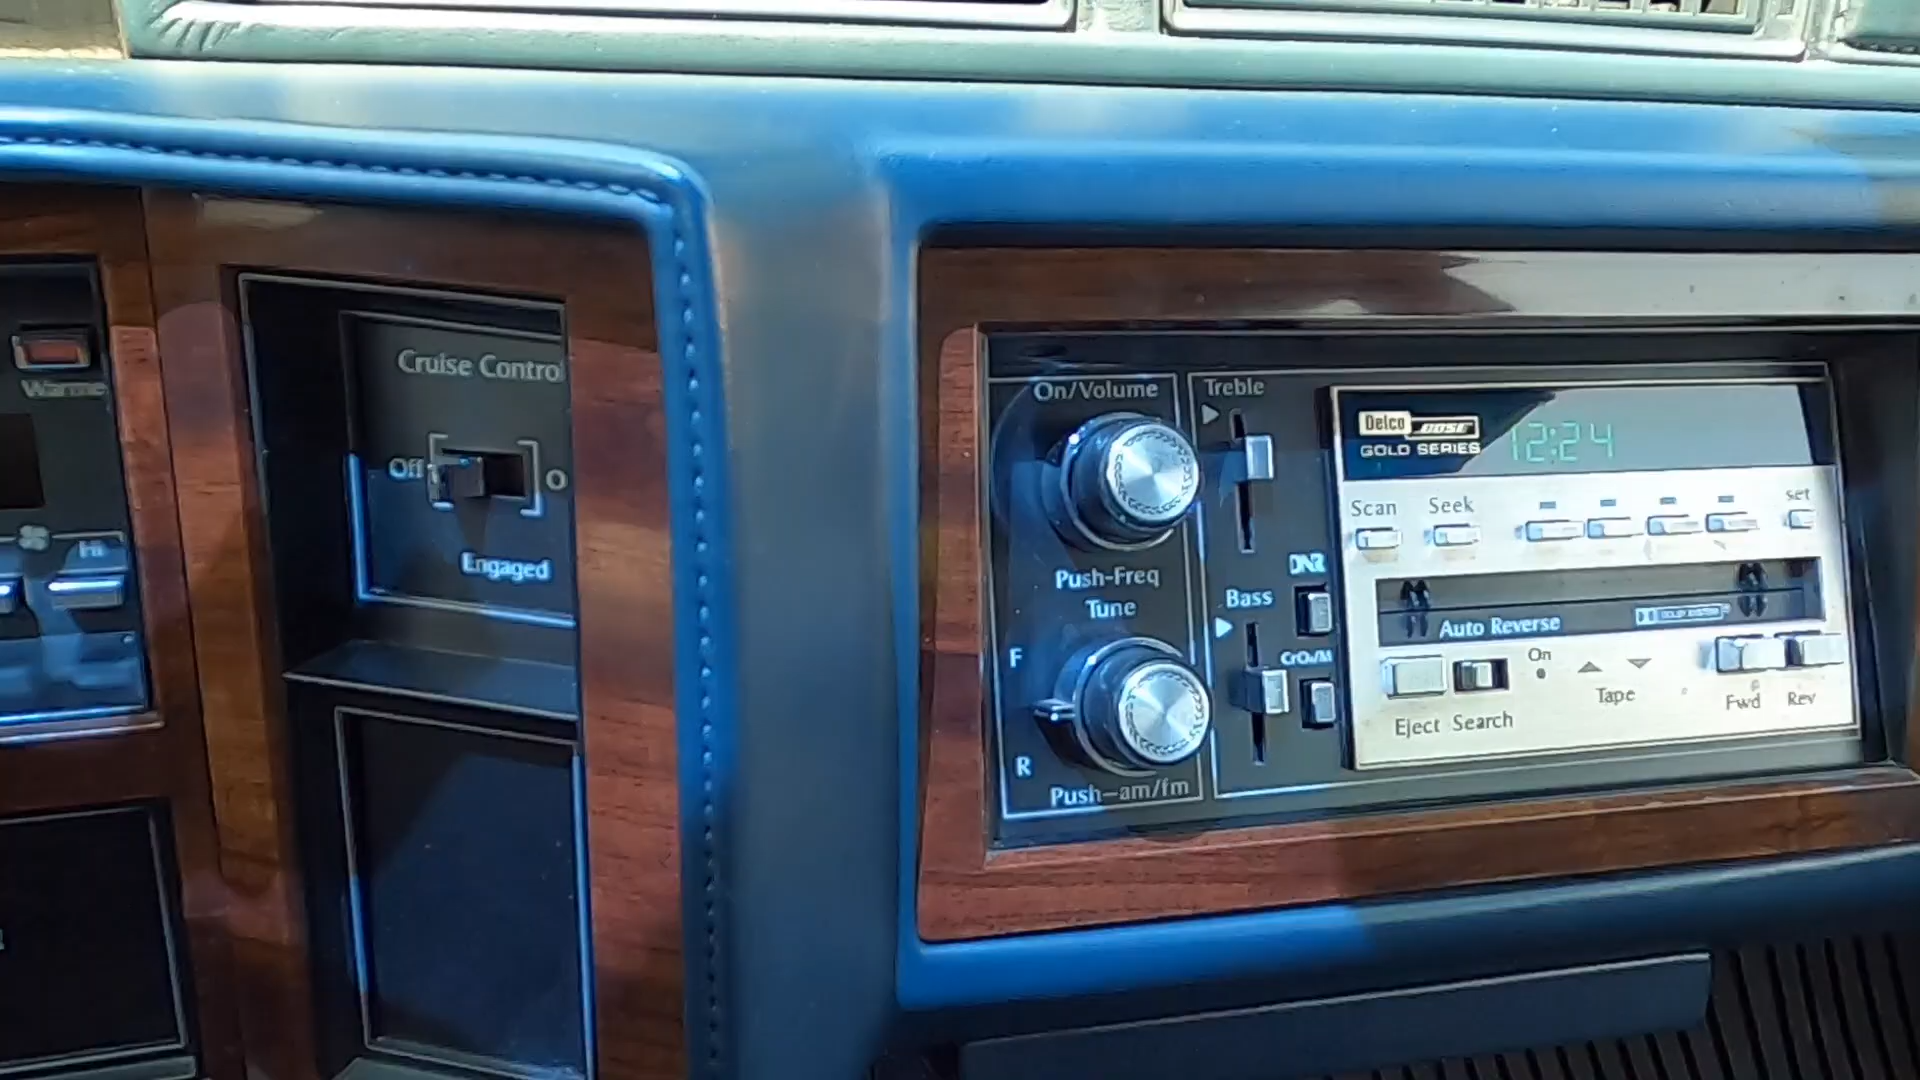 Warme
Hi
Cruise Control
Off
O
Engaged
On/Volume
Push-Freq
Tune
F
R
Push-am/fm
Treble
Bass
DNR
CrO₂/M
Delco
BOSE
GOLD SERIES
12:24
Scan
Seek
set
Auto Reverse
Eject
Search
On
Tape
Fwd
Rev